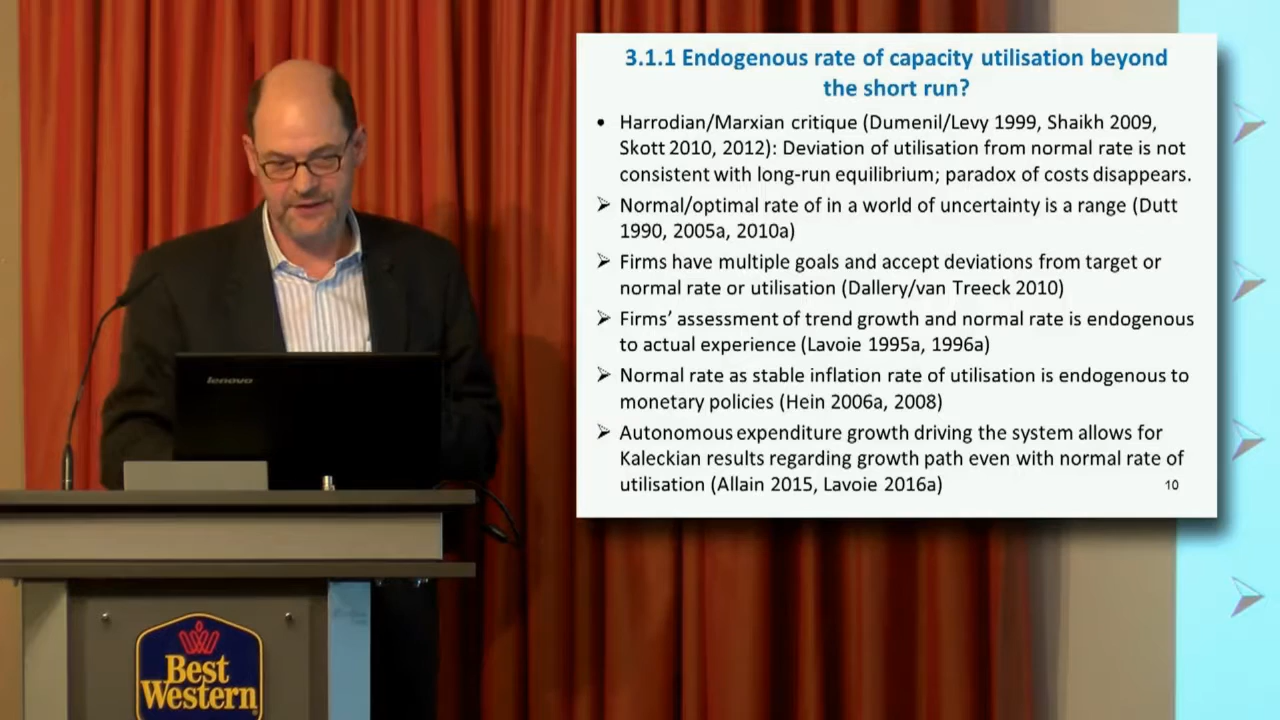 3.1.1 Endogenous rate of capacity utilisation beyond
the short run?
• Harrodian/Marxian critique (Dumenil/Levy 1999, Shaikh 2009,
Skott 2010, 2012): Deviation of utilisation from normal rate is not
consistent with long-run equilibrium; paradox of costs disappears.
➢ Normal/optimal rate of in a world of uncertainty is a range (Dutt
1990, 2005a, 2010a)
➢ Firms have multiple goals and accept deviations from target or
normal rate or utilisation (Dallery/van Treeck 2010)
➢ Firms’ assessment of trend growth and normal rate is endogenous
to actual experience (Lavoie 1995a, 1996a)
➢ Normal rate as stable inflation rate of utilisation is endogenous to
monetary policies (Hein 2006a, 2008)
➢ Autonomous expenditure growth driving the system allows for
Kaleckian results regarding growth path even with normal rate of
utilisation (Allain 2015, Lavoie 2016a)
10
lenovo
Best
Western